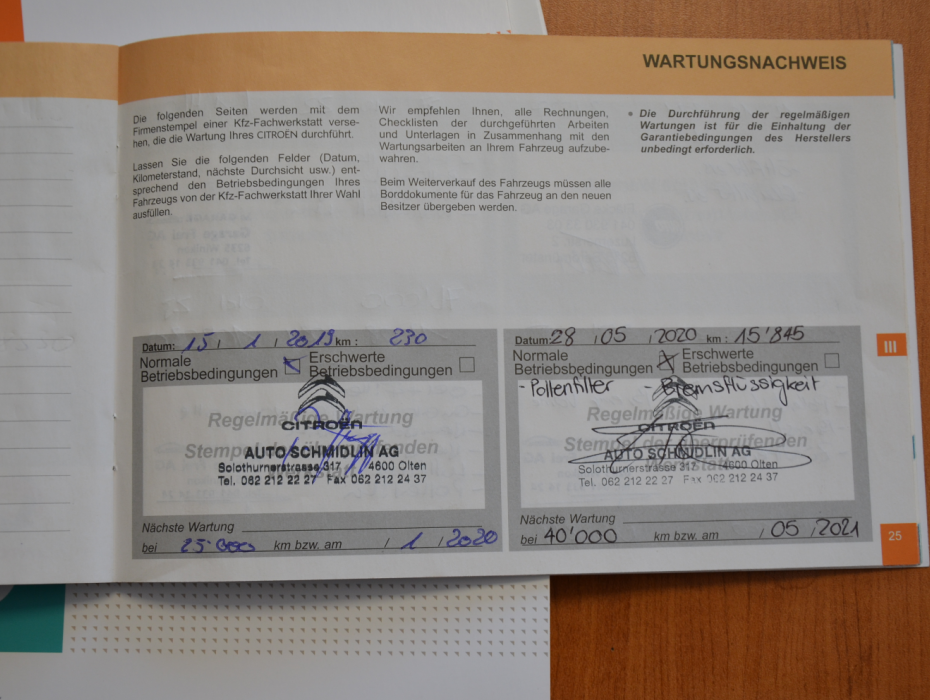 WARTUNGSNACHWEIS
Die folgenden Seiten werden mit dem
Firmenstempel einer Kfz-Fachwerkstatt verse-
hen, die die Wartung Ihres CITROËN durchführt.
Lassen Sie die folgenden Felder (Datum,
Kilometerstand, nächste Durchsicht usw.) ent-
sprechend den Betriebsbedingungen Ihres
Fahrzeugs von der Kfz-Fachwerkstatt Ihrer Wahl
ausfüllen.
Wir empfehlen Ihnen, alle Rechnungen,
Checklisten der durchgeführten Arbeiten
und Unterlagen in Zusammenhang mit den
Wartungsarbeiten an Ihrem Fahrzeug aufzube-
wahren.
Beim Weiterverkauf des Fahrzeugs müssen alle
Borddokumente für das Fahrzeug an den neuen
Besitzer übergeben werden.
• Die Durchführung der regelmäßigen
Wartungen ist für die Einhaltung der
Garantiebedingungen des Herstellers
unbedingt erforderlich.
Datum: 15 / 1 / 2019 km : 230
Normale
Betriebsbedingungen
Erschwerte
Betriebsbedingungen
Regelmäßige Wartung
CITROËN
Stempel der überprüfenden
AUTO SCHMIDLIN AG
Solothurnerstrasse 317 4600 Olten
Tel. 062 212 22 27 Fax 062 212 24 37
Nächste Wartung
bei 25'000 km bzw. am / 1 / 2020
Datum: 28 / 05 / 2020 km : 15'845
Normale
Betriebsbedingungen
Erschwerte
Betriebsbedingungen
- Pollenfilter - Bremsflüssigkeit
Regelmäßige Wartung
CITROËN
Stempel der überprüfenden
AUTO SCHMIDLIN AG
Solothurnerstrasse 317 4600 Olten
Tel. 062 212 22 27 Fax 062 212 24 37
Nächste Wartung
bei 40'000 km bzw. am / 05 / 2021
III
25